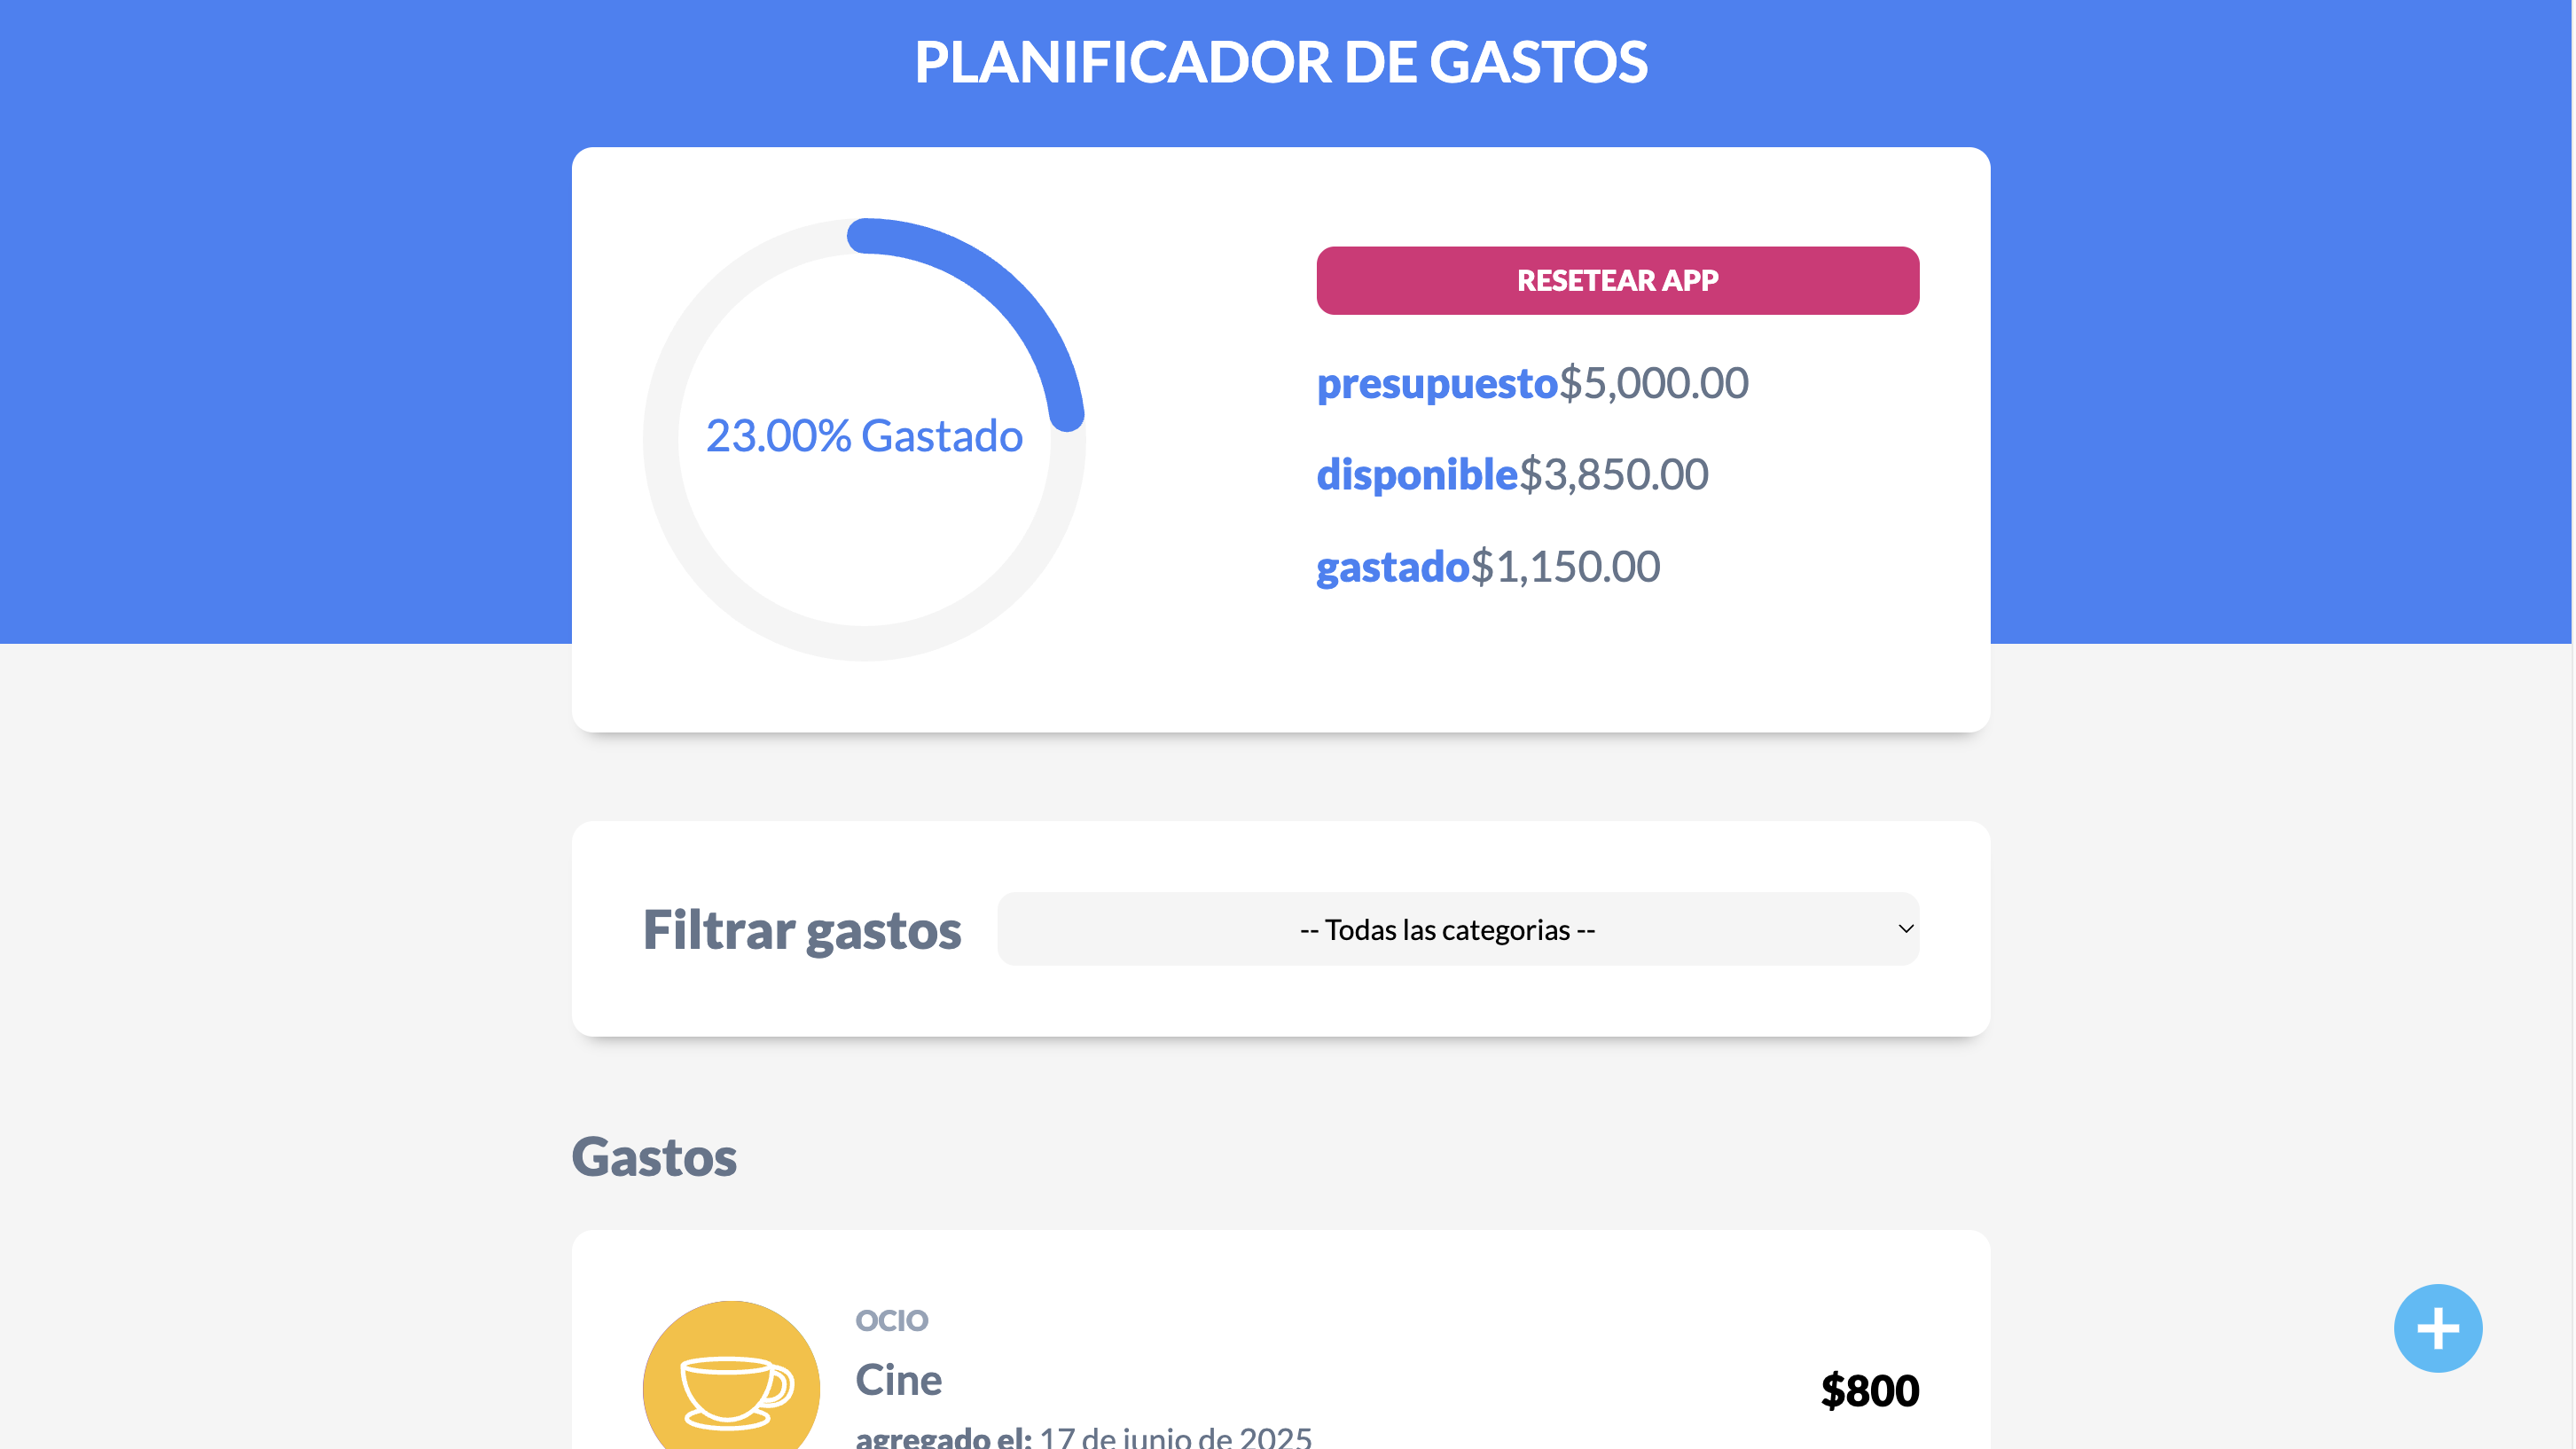 PLANIFICADOR DE GASTOS
23.00% Gastado
RESETEAR APP
presupuesto$5,000.00
disponible$3,850.00
gastado$1,150.00
Filtrar gastos
-- Todas las categorias --
Gastos
OCIO
Cine
$800
agregado el: 17 de junio de 2025